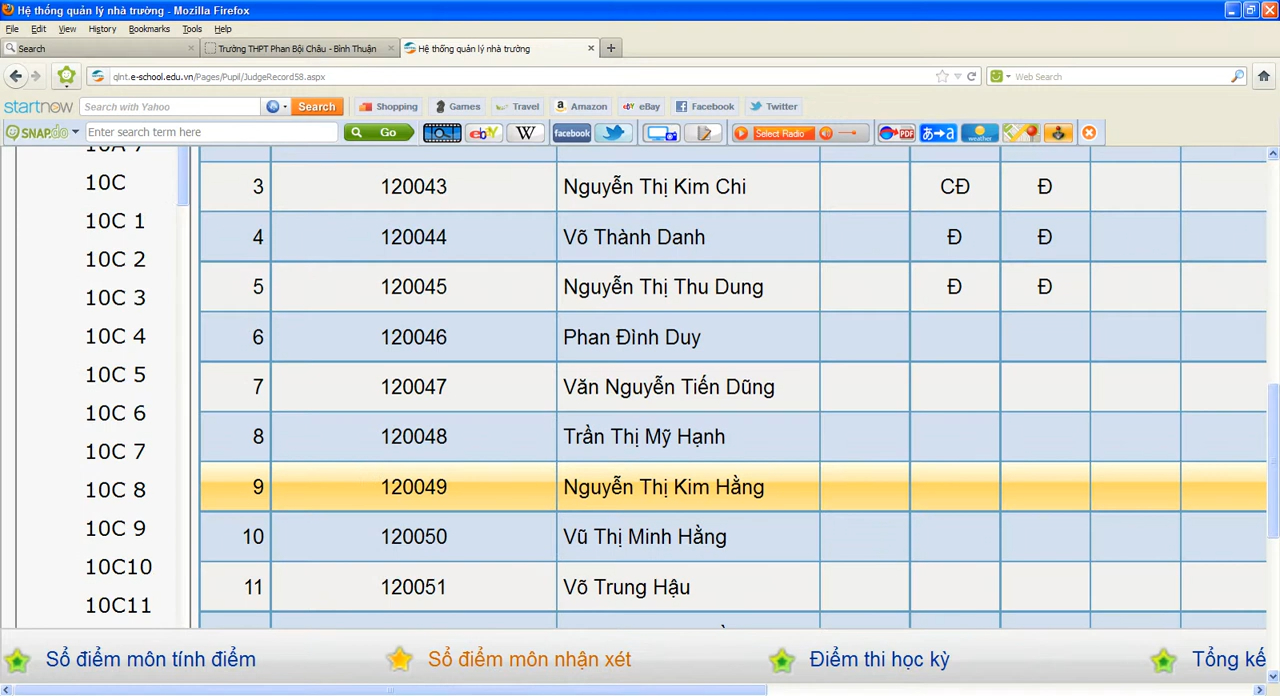 Hệ thống quản lý nhà trường - Mozilla Firefox
File Edit View History Bookmarks Tools Help
Search Trường THPT Phan Bội Châu - Bình Thuận Hệ thống quản lý nhà trường
qlnt.e-school.edu.vn/Pages/Pupil/JudgeRecord58.aspx Web Search
startnow Search with Yahoo Search Shopping Games Travel Amazon eBay Facebook Twitter
SNAPdo Enter search term here Go ebY W facebook Select Radio PDF あ→a weather
10A 7
10C
10C 1
10C 2
10C 3
10C 4
10C 5
10C 6
10C 7
10C 8
10C 9
10C10
10C11
3 120043 Nguyễn Thị Kim Chi CĐ Đ
4 120044 Võ Thành Danh Đ Đ
5 120045 Nguyễn Thị Thu Dung Đ Đ
6 120046 Phan Đình Duy
7 120047 Văn Nguyễn Tiến Dũng
8 120048 Trần Thị Mỹ Hạnh
9 120049 Nguyễn Thị Kim Hằng
10 120050 Vũ Thị Minh Hằng
11 120051 Võ Trung Hậu
Sổ điểm môn tính điểm Sổ điểm môn nhận xét Điểm thi học kỳ Tổng kế